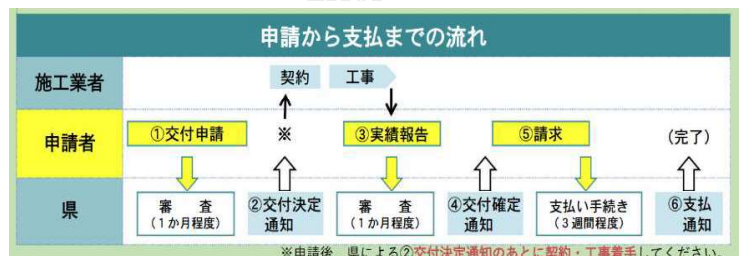 申請から支払までの流れ
施工業者
契約
工事
申請者
①交付申請
※
③実績報告
⑤請求
(完了)
県
審 査
(1か月程度)
②交付決定
通知
審 査
(1か月程度)
④交付確定
通知
支払い手続き
(3週間程度)
⑥支払
通知
※申請後、県による②交付決定通知のあとに契約・工事着手してください。